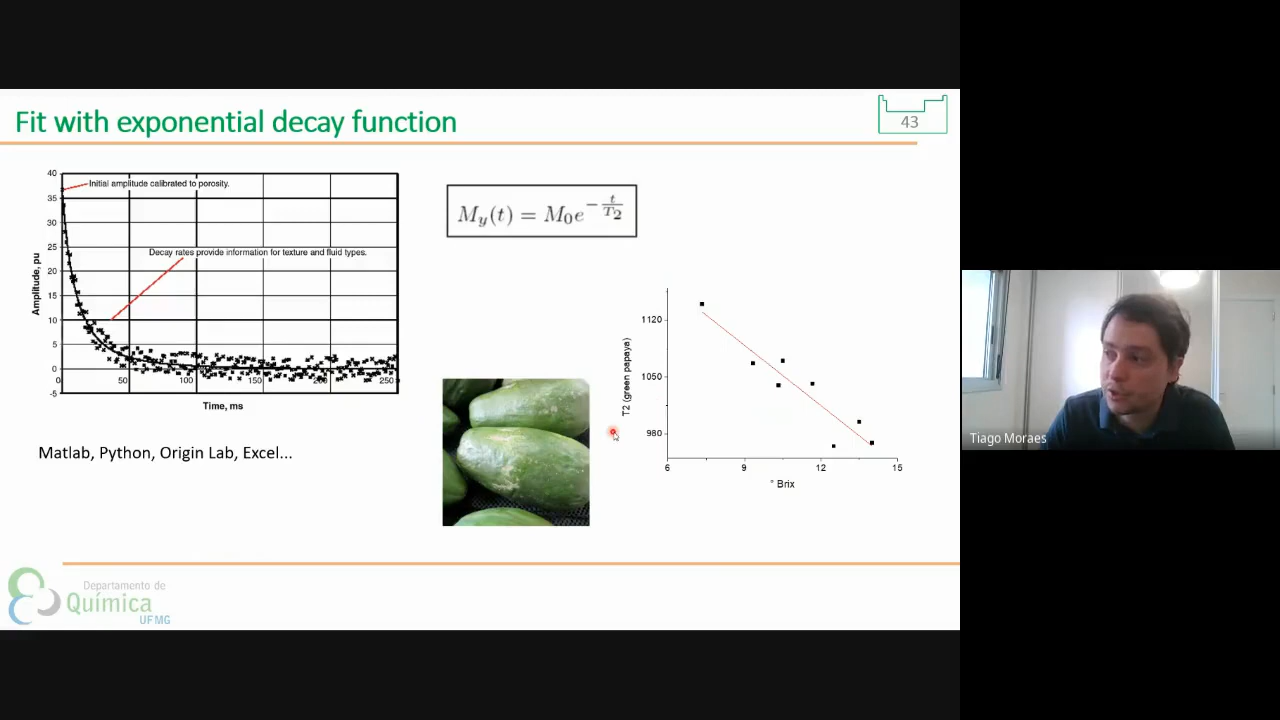 Fit with exponential decay function
43
40
35
30
25
20
15
10
5
0
-5
Amplitude, pu
Initial amplitude calibrated to porosity.
Decay rates provide information for texture and fluid types.
0 50 100 150 200 250
Time, ms
M_y(t) = M_0e^{-\frac{t}{T_2}}
Matlab, Python, Origin Lab, Excel...
T2 (green papaya)
1120
1050
980
6 9 12 15
° Brix
Tiago Moraes
Departamento de
Química
UFMG